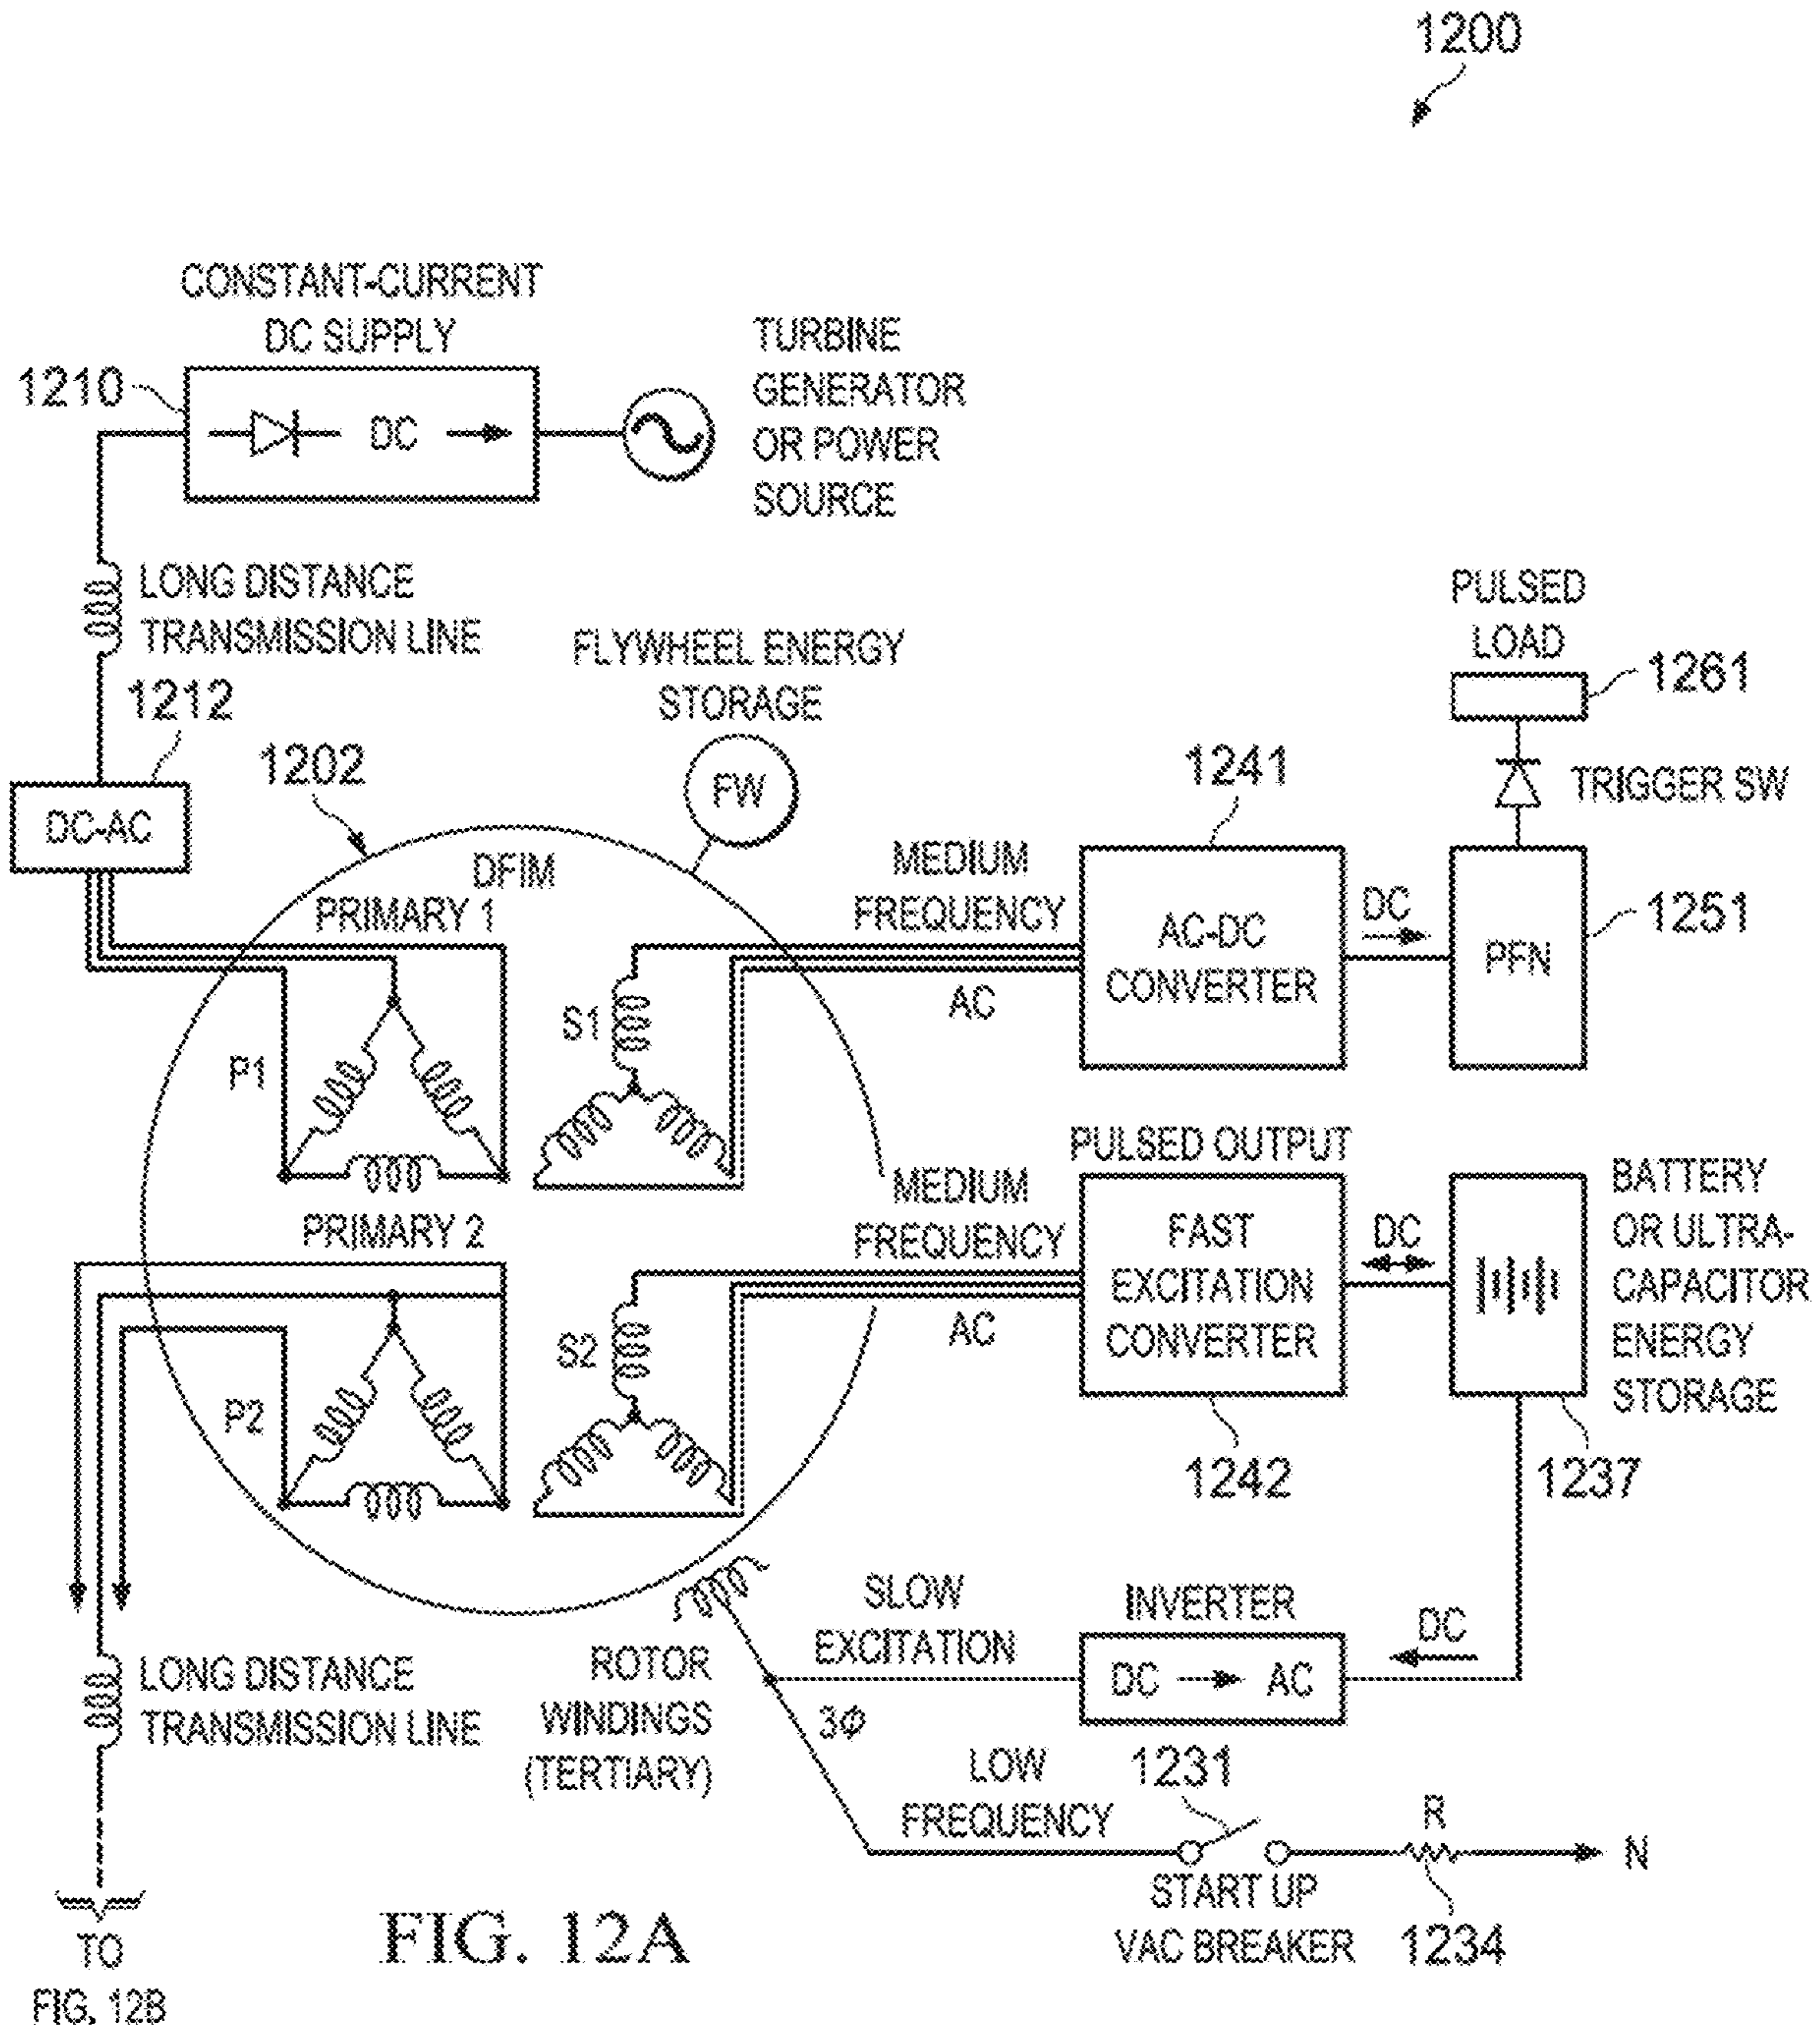 1200
CONSTANT-CURRENT
DC SUPPLY
1210
DC
TURBINE
GENERATOR
OR POWER
SOURCE
LONG DISTANCE
TRANSMISSION LINE
1212
DC-AC
FLYWHEEL ENERGY
STORAGE
FW
1202
DFIM
PRIMARY 1
P1
S1
MEDIUM
FREQUENCY
AC
1241
AC-DC
CONVERTER
DC
PULSED
LOAD
1261
TRIGGER SW
1251
PFN
PRIMARY 2
P2
S2
MEDIUM
FREQUENCY
AC
PULSED OUTPUT
FAST
EXCITATION
CONVERTER
1242
DC
BATTERY
OR ULTRA-
CAPACITOR
ENERGY
STORAGE
1237
LONG DISTANCE
TRANSMISSION LINE
ROTOR
WINDINGS
(TERTIARY)
SLOW
EXCITATION
3Φ
INVERTER
DC AC
DC
LOW
FREQUENCY
1231
START UP
VAC BREAKER
R
1234
N
TO
FIG. 12B
FIG. 12A